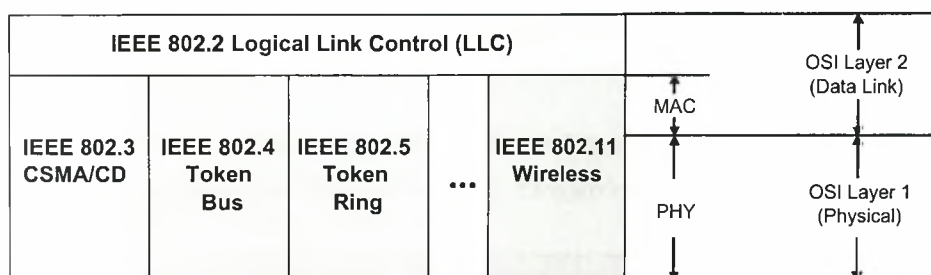 IEEE 802.2 Logical Link Control (LLC)
OSI Layer 2
(Data Link)
MAC
IEEE 802.3
CSMA/CD
IEEE 802.4
Token
Bus
IEEE 802.5
Token
Ring
...
IEEE 802.11
Wireless
PHY
OSI Layer 1
(Physical)